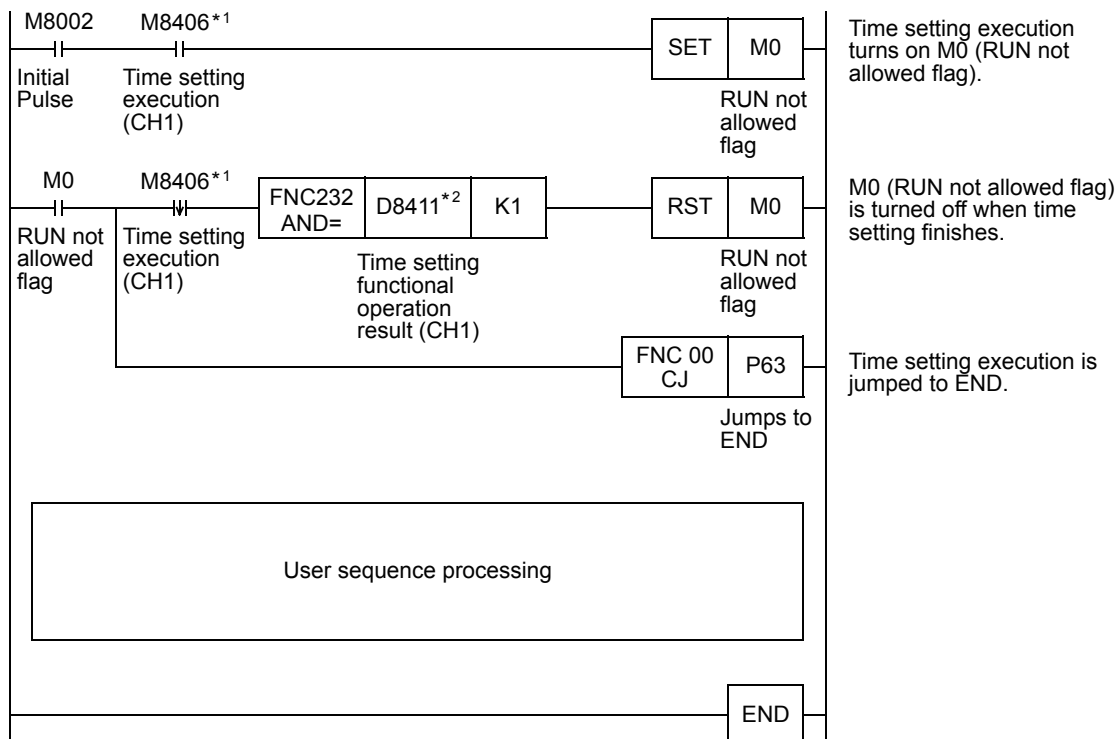 M8002 M8406*1
SET M0
Time setting execution
turns on M0 (RUN not
allowed flag).
Initial
Pulse
Time setting
execution
(CH1)
RUN not
allowed
flag
M0 M8406*1
FNC232
AND=
D8411*2
K1
RST M0
M0 (RUN not allowed flag)
is turned off when time
setting finishes.
RUN not
allowed
flag
Time setting
execution
(CH1)
Time setting
functional
operation
result (CH1)
RUN not
allowed
flag
FNC 00
CJ
P63
Time setting execution is
jumped to END.
Jumps to
END
User sequence processing
END